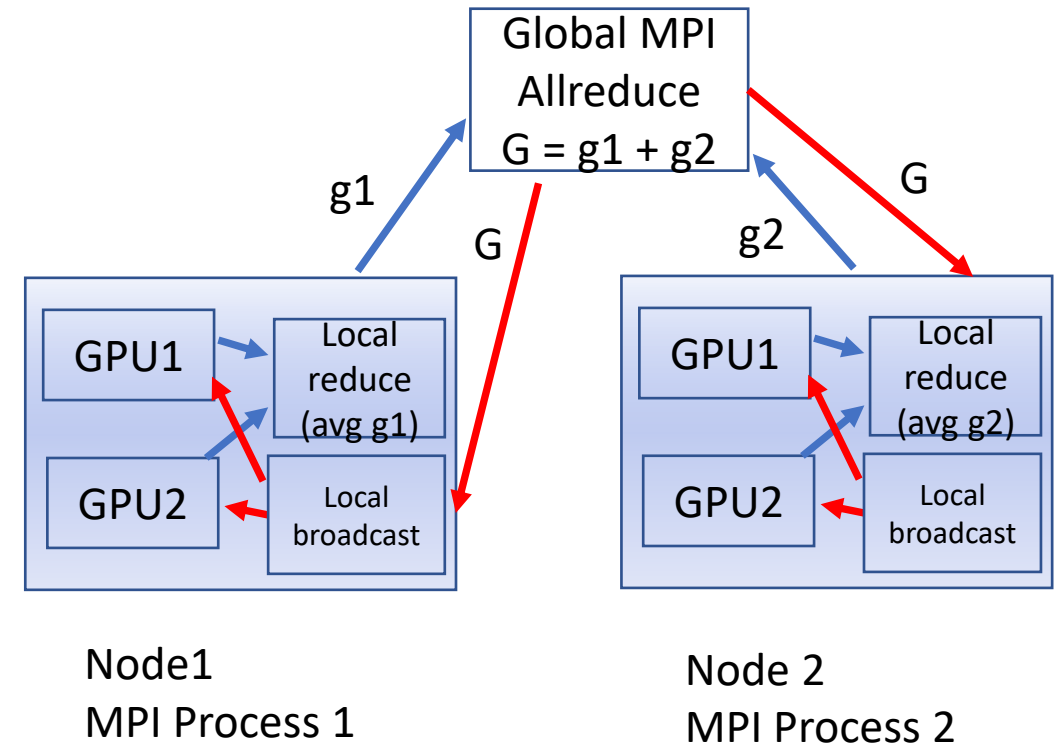 Global MPI
Allreduce
G = g1 + g2
g1
G
g2
G
GPU1
Local
reduce
(avg g1)
GPU2
Local
broadcast
GPU1
Local
reduce
(avg g2)
GPU2
Local
broadcast
Node1
MPI Process 1
Node 2
MPI Process 2